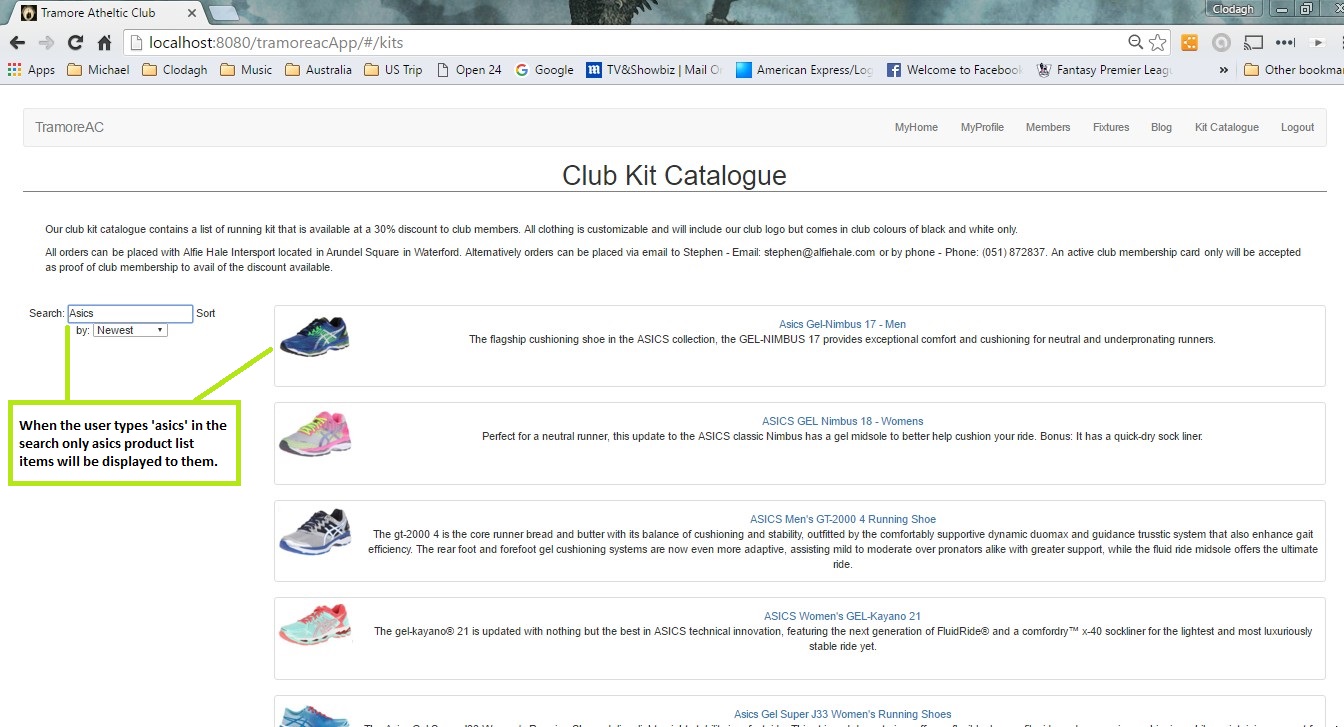 Tramore Atheltic Club
Clodagh
localhost:8080/tramoreacApp/#/kits
Apps Michael Clodagh Music Australia US Trip Open 24 Google TV&Showbiz | Mail Or American Express/Log Welcome to Facebook Fantasy Premier Leagu » Other bookma
TramoreAC MyHome MyProfile Members Fixtures Blog Kit Catalogue Logout
Club Kit Catalogue
Our club kit catalogue contains a list of running kit that is available at a 30% discount to club members. All clothing is customizable and will include our club logo but comes in club colours of black and white only.
All orders can be placed with Alfie Hale Intersport located in Arundel Square in Waterford. Alternatively orders can be placed via email to Stephen - Email: stephen@alfiehale.com or by phone - Phone: (051) 872837. An active club membership card only will be accepted
as proof of club membership to avail of the discount available.
Search: Asics Sort
by: Newest
When the user types 'asics' in the
search only asics product list
items will be displayed to them.
Asics Gel-Nimbus 17 - Men
The flagship cushioning shoe in the ASICS collection, the GEL-NIMBUS 17 provides exceptional comfort and cushioning for neutral and underpronating runners.
ASICS GEL Nimbus 18 - Womens
Perfect for a neutral runner, this update to the ASICS classic Nimbus has a gel midsole to better help cushion your ride. Bonus: It has a quick-dry sock liner.
ASICS Men's GT-2000 4 Running Shoe
The gt-2000 4 is the core runner bread and butter with its balance of cushioning and stability, outfitted by the comfortably supportive dynamic duomax and guidance trusstic system that also enhance gait
efficiency. The rear foot and forefoot gel cushioning systems are now even more adaptive, assisting mild to moderate over pronators alike with greater support, while the fluid ride midsole offers the ultimate
ride.
ASICS Women's GEL-Kayano 21
The gel-kayano® 21 is updated with nothing but the best in ASICS technical innovation, featuring the next generation of FluidRide® and a comfordry™ x-40 sockliner for the lightest and most luxuriously
stable ride yet.
Asics Gel Super J33 Women's Running Shoes